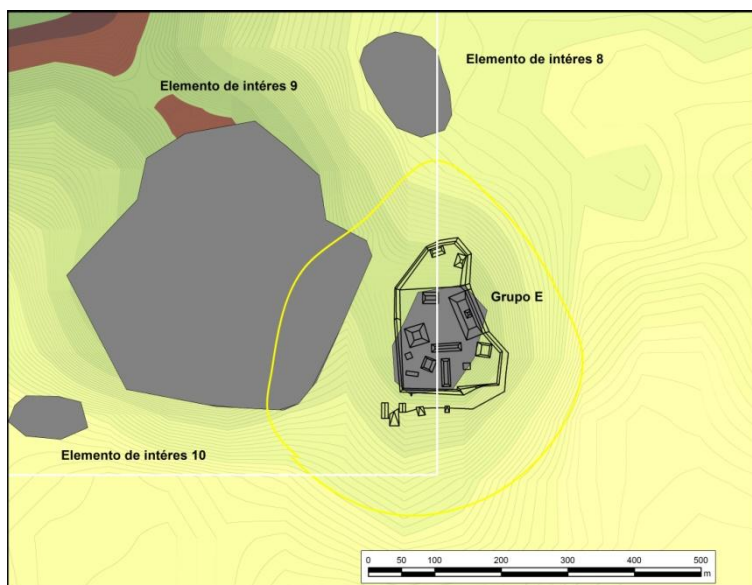 Elemento de intéres 8
Elemento de intéres 9
Grupo E
Elemento de intéres 10
0 50 100 200 300 400 500
m